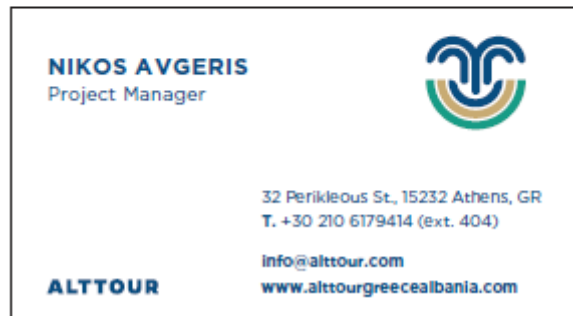 NIKOS AVGERIS
Project Manager
32 Perikleous St., 15232 Athens, GR
T. +30 210 6179414 (ext. 404)
info@alttour.com
www.alttourgreecealbania.com
ALTTOUR